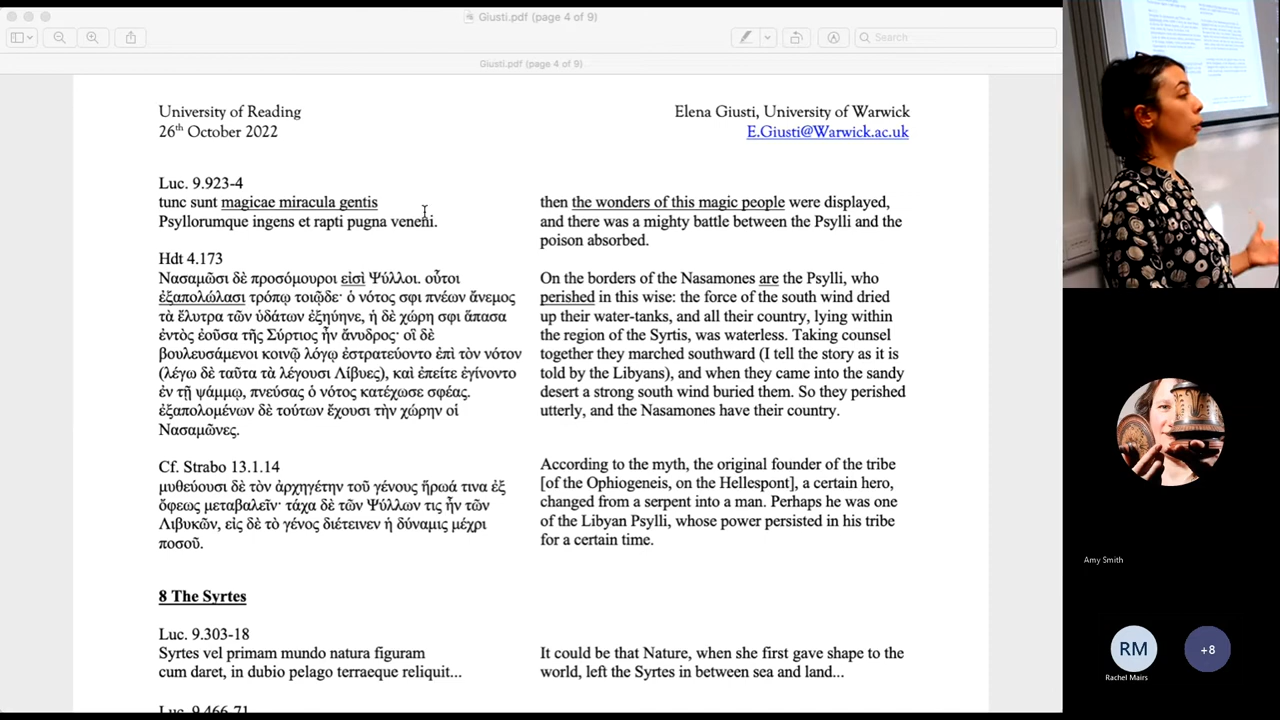 Giusti.pdf (page 4 of 9)
Search
Giusti.pdf (page 4 of 9)
University of Reading
26th October 2022
Elena Giusti, University of Warwick
E.Giusti@Warwick.ac.uk
Luc. 9.923-4
tunc sunt magicae miracula gentis
Psyllorumque ingens et rapti pugna veneni.
then the wonders of this magic people were displayed,
and there was a mighty battle between the Psylli and the
poison absorbed.
Hdt 4.173
Νασαμῶσι δὲ προσόμουροι εἰσὶ Ψύλλοι. οὗτοι
ἐξαπολώλασι τρόπῳ τοιῷδε· ὁ νότος σφι πνέων ἄνεμος
τὰ ἔλυτρα τῶν ὑδάτων ἐξηύηνε, ἡ δὲ χώρη σφι ἅπασα
ἐντὸς ἐοῦσα τῆς Σύρτιος ἦν ἄνυδρος· οἳ δὲ
βουλευσάμενοι κοινῷ λόγῳ ἐστρατεύοντο ἐπὶ τὸν νότον
(λέγω δὲ ταῦτα τὰ λέγουσι Λίβυες), καὶ ἐπείτε ἐγίνοντο
ἐν τῇ ψάμμῳ, πνεύσας ὁ νότος κατέχωσε σφέας.
ἐξαπολομένων δὲ τούτων ἔχουσι τὴν χώρην οἱ
Νασαμῶνες.
On the borders of the Nasamones are the Psylli, who
perished in this wise: the force of the south wind dried
up their water-tanks, and all their country, lying within
the region of the Syrtis, was waterless. Taking counsel
together they marched southward (I tell the story as it is
told by the Libyans), and when they came into the sandy
desert a strong south wind buried them. So they perished
utterly, and the Nasamones have their country.
Cf. Strabo 13.1.14
μυθεύουσι δὲ τὸν ἀρχηγέτην τοῦ γένους ἥρωά τινα ἐξ
ὄφεως μεταβαλεῖν· τάχα δὲ τῶν Ψύλλων τις ἦν τῶν
Λιβυκῶν, εἰς δὲ τὸ γένος διέτεινεν ἡ δύναμις μέχρι
ποσοῦ.
According to the myth, the original founder of the tribe
[of the Ophiogeneis, on the Hellespont], a certain hero,
changed from a serpent into a man. Perhaps he was one
of the Libyan Psylli, whose power persisted in his tribe
for a certain time.
8 The Syrtes
Luc. 9.303-18
Syrtes vel primam mundo natura figuram
cum daret, in dubio pelago terraeque reliquit...
It could be that Nature, when she first gave shape to the
world, left the Syrtes in between sea and land...
Luc. 9.466-71
Amy Smith
RM
Rachel Mairs
+8